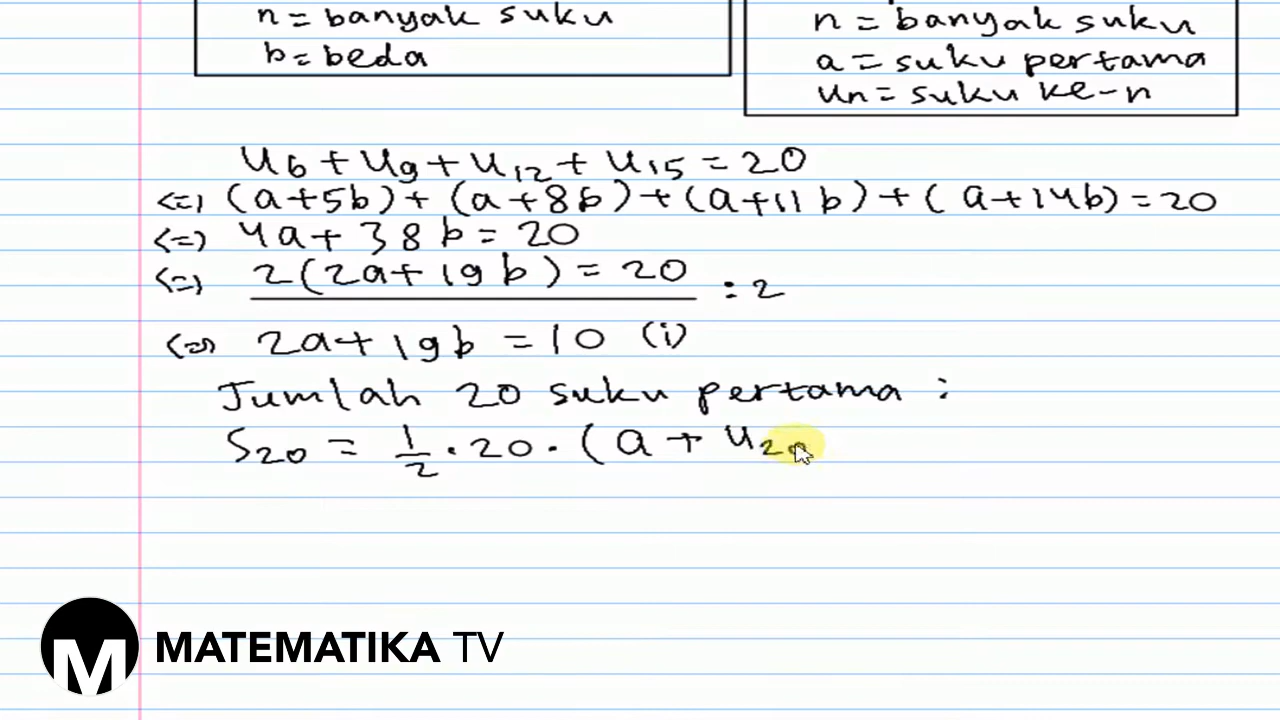 n = banyak suku
b = beda
n = banyak suku
a = suku pertama
un = suku ke-n
u6 + u9 + u12 + u15 = 20
<=> (a+5b) + (a+8b) + (a+11b) + (a+14b) = 20
<=> 4a + 38b = 20
<=> 2(2a+19b) = 20 : 2
<=> 2a + 19b = 10 (i)
Jumlah 20 suku pertama :
S20 = 1/2 . 20 . (a + u20
M MATEMATIKA TV